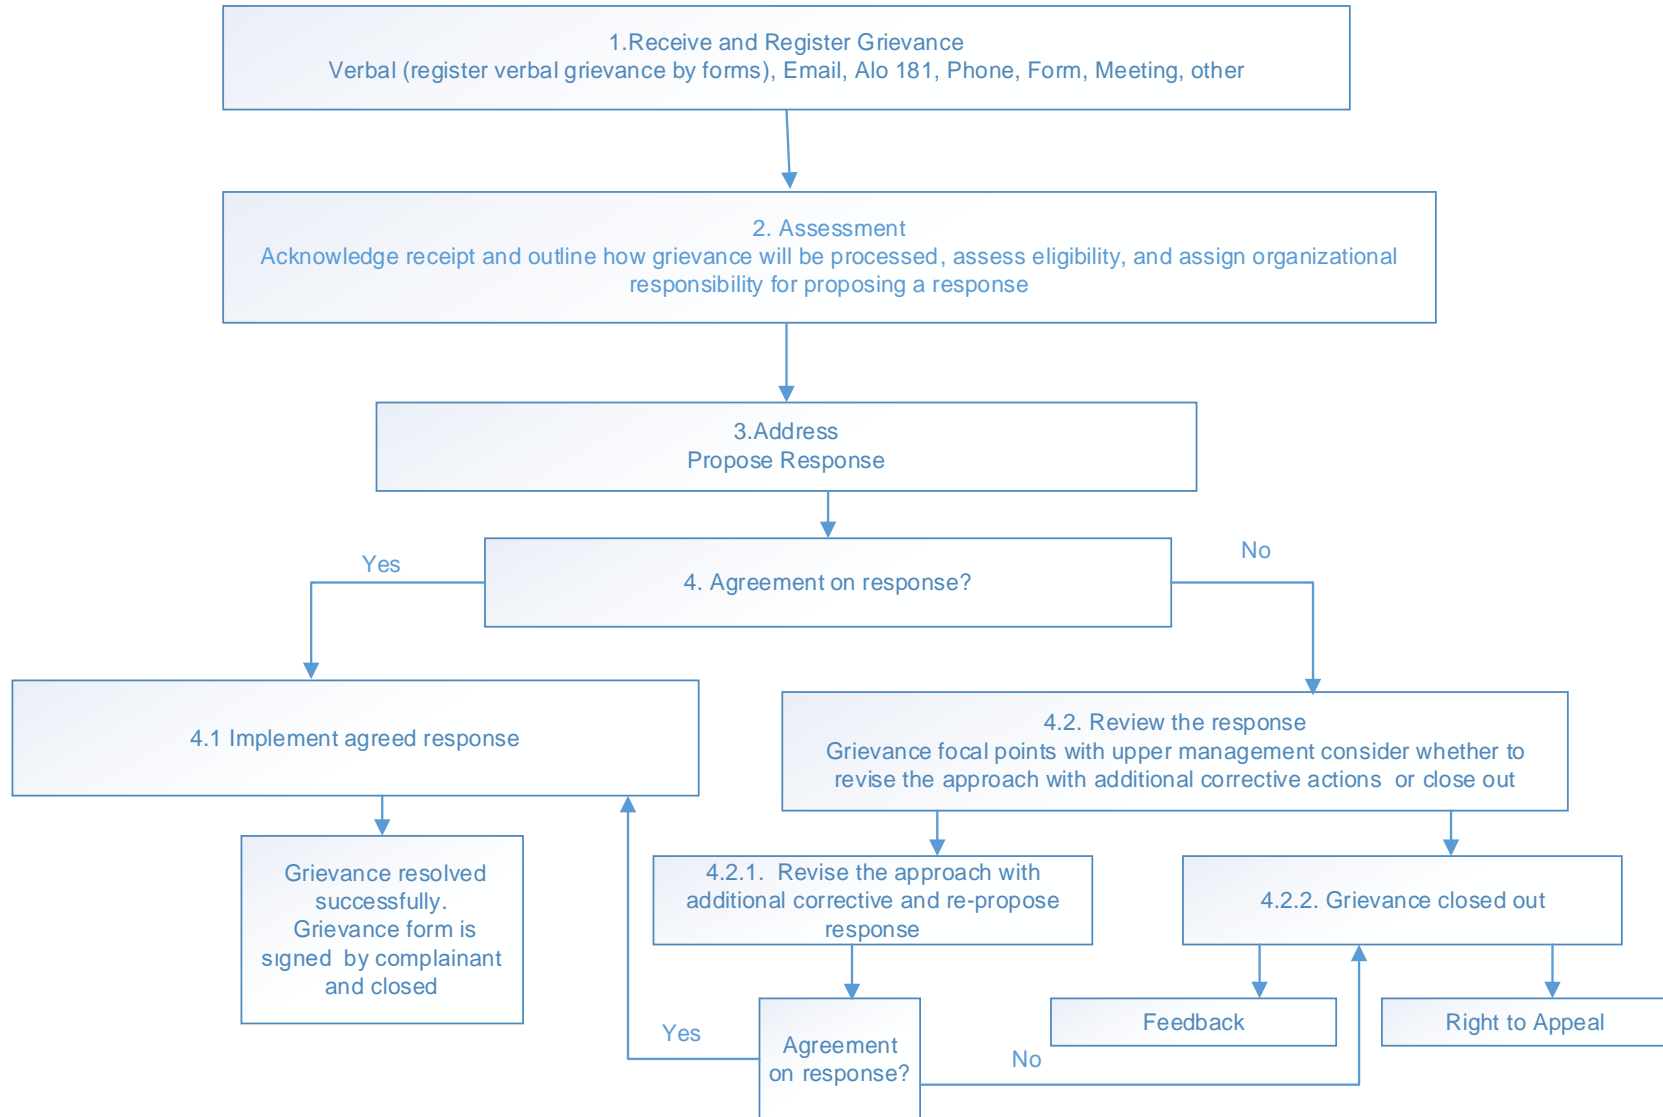 1.Receive and Register Grievance
Verbal (register verbal grievance by forms), Email, Alo 181, Phone, Form, Meeting, other
2. Assessment
Acknowledge receipt and outline how grievance will be processed, assess eligibility, and assign organizational
responsibility for proposing a response
3.Address
Propose Response
Yes
No
4. Agreement on response?
4.1 Implement agreed response
4.2. Review the response
Grievance focal points with upper management consider whether to
revise the approach with additional corrective actions  or close out
Grievance resolved
successfully.
Grievance form is
sıgned  by complainant
and closed
4.2.1.  Revise the approach with
additional corrective and re-propose
response
4.2.2. Grievance closed out
Feedback
Right to Appeal
Yes
Agreement
on response?
No